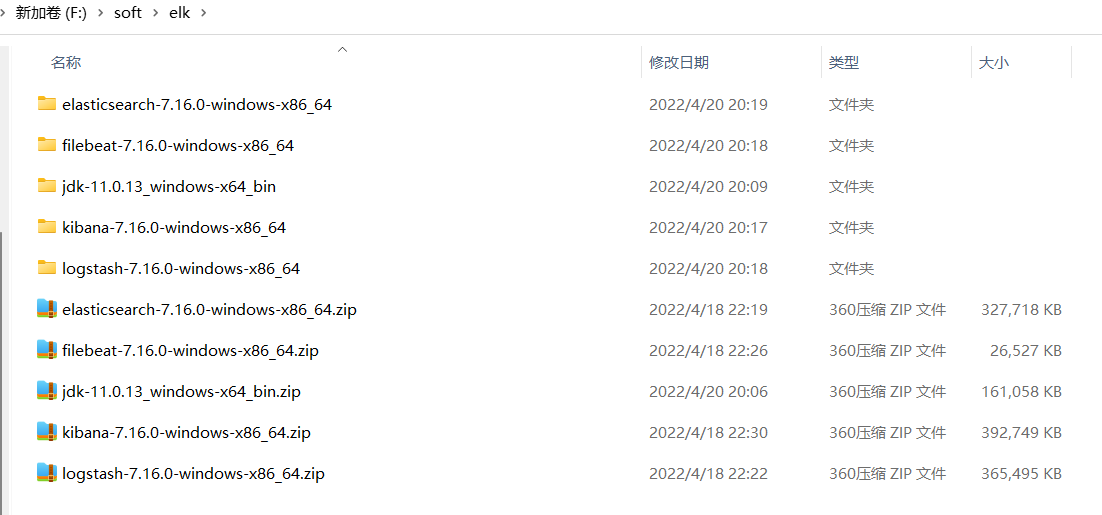 新加卷 (F:) > soft > elk >
名称 修改日期 类型 大小
elasticsearch-7.16.0-windows-x86_64 2022/4/20 20:19 文件夹
filebeat-7.16.0-windows-x86_64 2022/4/20 20:18 文件夹
jdk-11.0.13_windows-x64_bin 2022/4/20 20:09 文件夹
kibana-7.16.0-windows-x86_64 2022/4/20 20:17 文件夹
logstash-7.16.0-windows-x86_64 2022/4/20 20:18 文件夹
elasticsearch-7.16.0-windows-x86_64.zip 2022/4/18 22:19 360压缩 ZIP 文件 327,718 KB
filebeat-7.16.0-windows-x86_64.zip 2022/4/18 22:26 360压缩 ZIP 文件 26,527 KB
jdk-11.0.13_windows-x64_bin.zip 2022/4/20 20:06 360压缩 ZIP 文件 161,058 KB
kibana-7.16.0-windows-x86_64.zip 2022/4/18 22:30 360压缩 ZIP 文件 392,749 KB
logstash-7.16.0-windows-x86_64.zip 2022/4/18 22:22 360压缩 ZIP 文件 365,495 KB